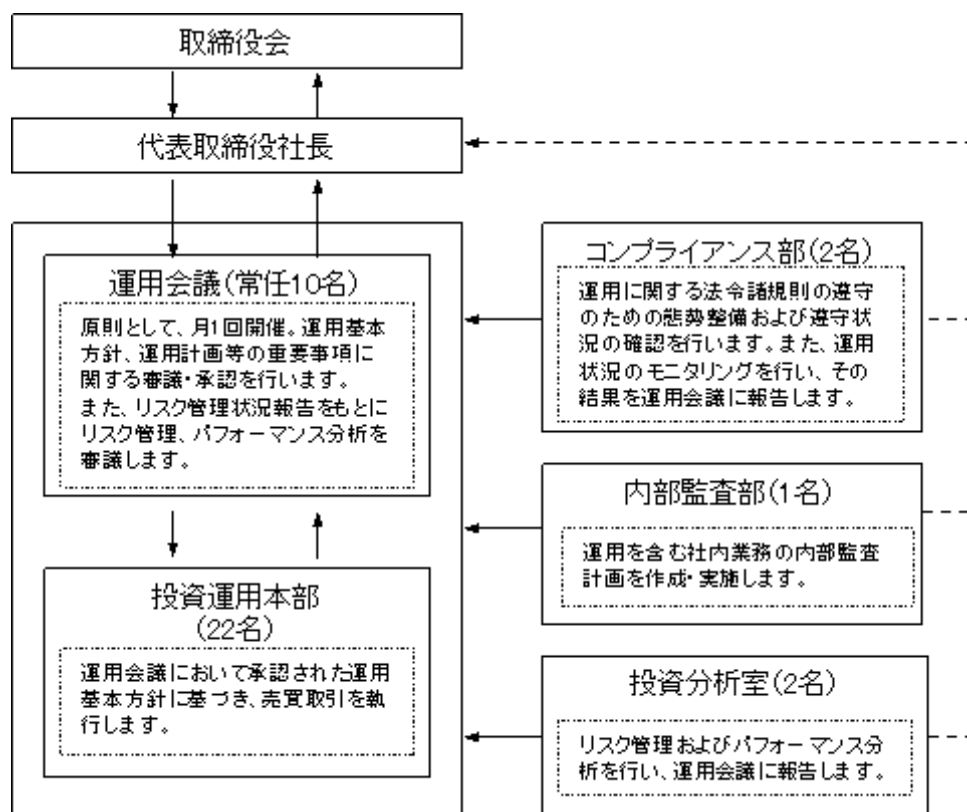 取締役会
代表取締役社長
運用会議(常任10名)
原則として、月1回開催。運用基本
方針、運用計画等の重要事項に
関する審議・承認を行います。
また、リスク管理状況報告をもとに
リスク管理、パフォーマンス分析を
審議します。
投資運用本部
(22名)
運用会議において承認された運用
基本方針に基づき、売買取引を執
行します。
コンプライアンス部(2名)
運用に関する法令諸規則の遵守
のための態勢整備および遵守状
況の確認を行います。また、運用
状況のモニタリングを行い、その
結果を運用会議に報告します。
内部監査部(1名)
運用を含む社内業務の内部監査
計画を作成・実施します。
投資分析室(2名)
リスク管理およびパフォーマンス分
析を行い、運用会議に報告します。